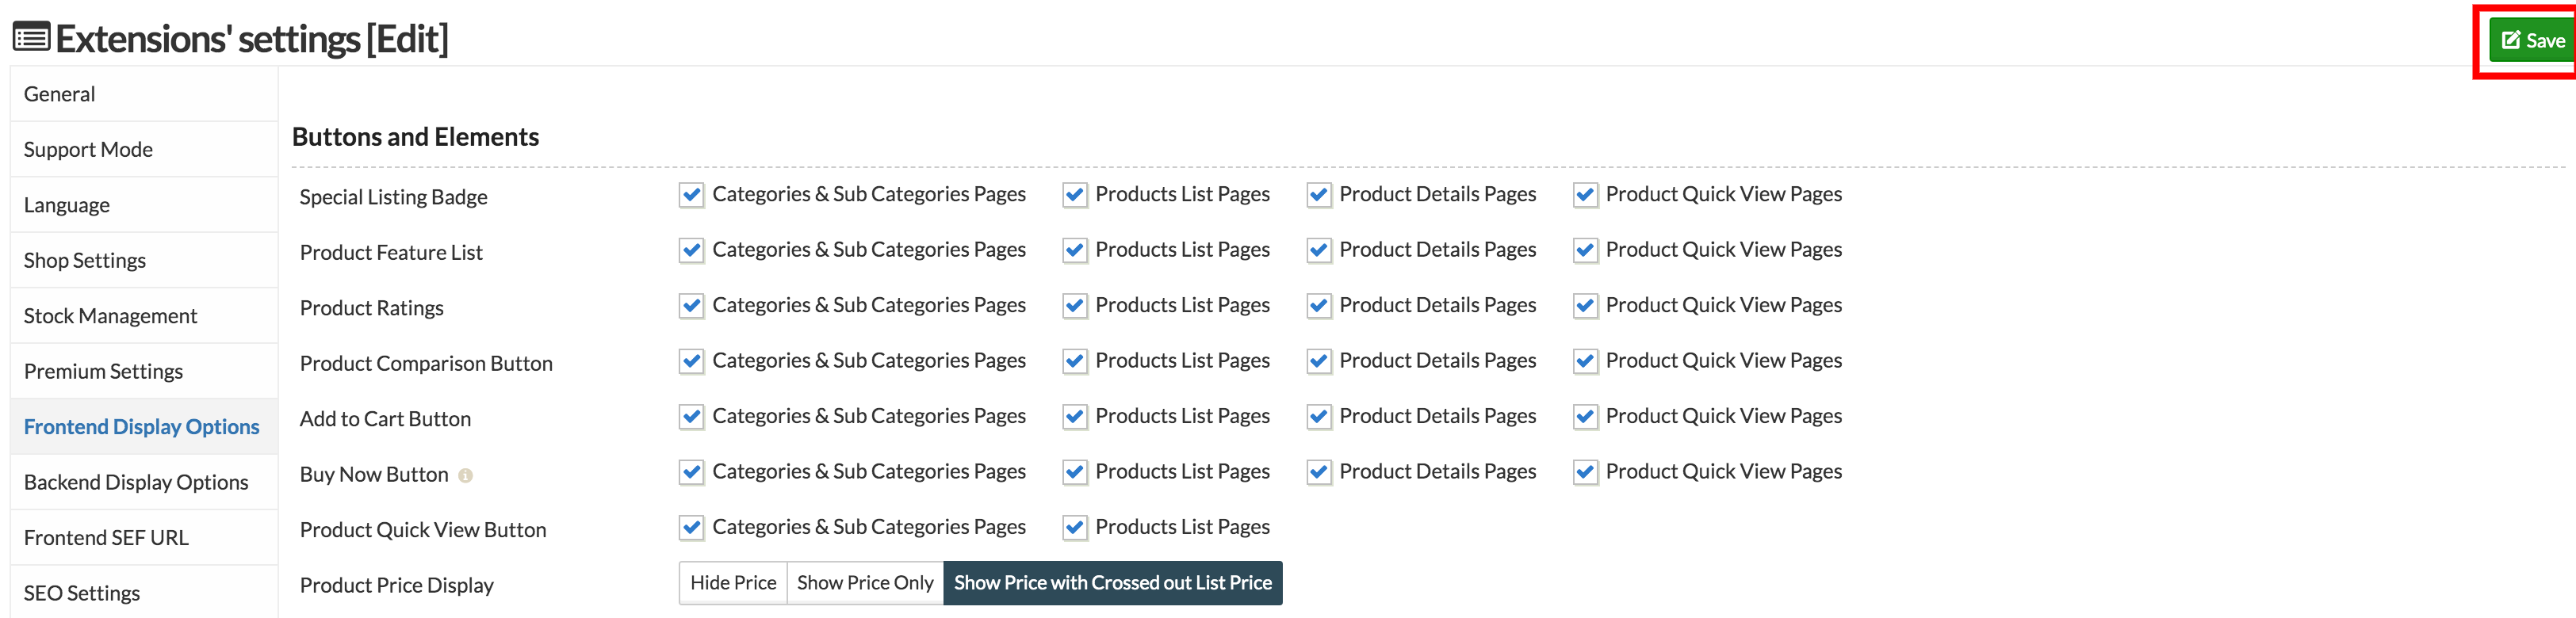 Extensions' settings [Edit]
Save
General
Support Mode
Language
Shop Settings
Stock Management
Premium Settings
Frontend Display Options
Backend Display Options
Frontend SEF URL
SEO Settings
Buttons and Elements
Special Listing Badge Categories & Sub Categories Pages Products List Pages Product Details Pages Product Quick View Pages
Product Feature List Categories & Sub Categories Pages Products List Pages Product Details Pages Product Quick View Pages
Product Ratings Categories & Sub Categories Pages Products List Pages Product Details Pages Product Quick View Pages
Product Comparison Button Categories & Sub Categories Pages Products List Pages Product Details Pages Product Quick View Pages
Add to Cart Button Categories & Sub Categories Pages Products List Pages Product Details Pages Product Quick View Pages
Buy Now Button Categories & Sub Categories Pages Products List Pages Product Details Pages Product Quick View Pages
Product Quick View Button Categories & Sub Categories Pages Products List Pages
Product Price Display Hide Price Show Price Only Show Price with Crossed out List Price